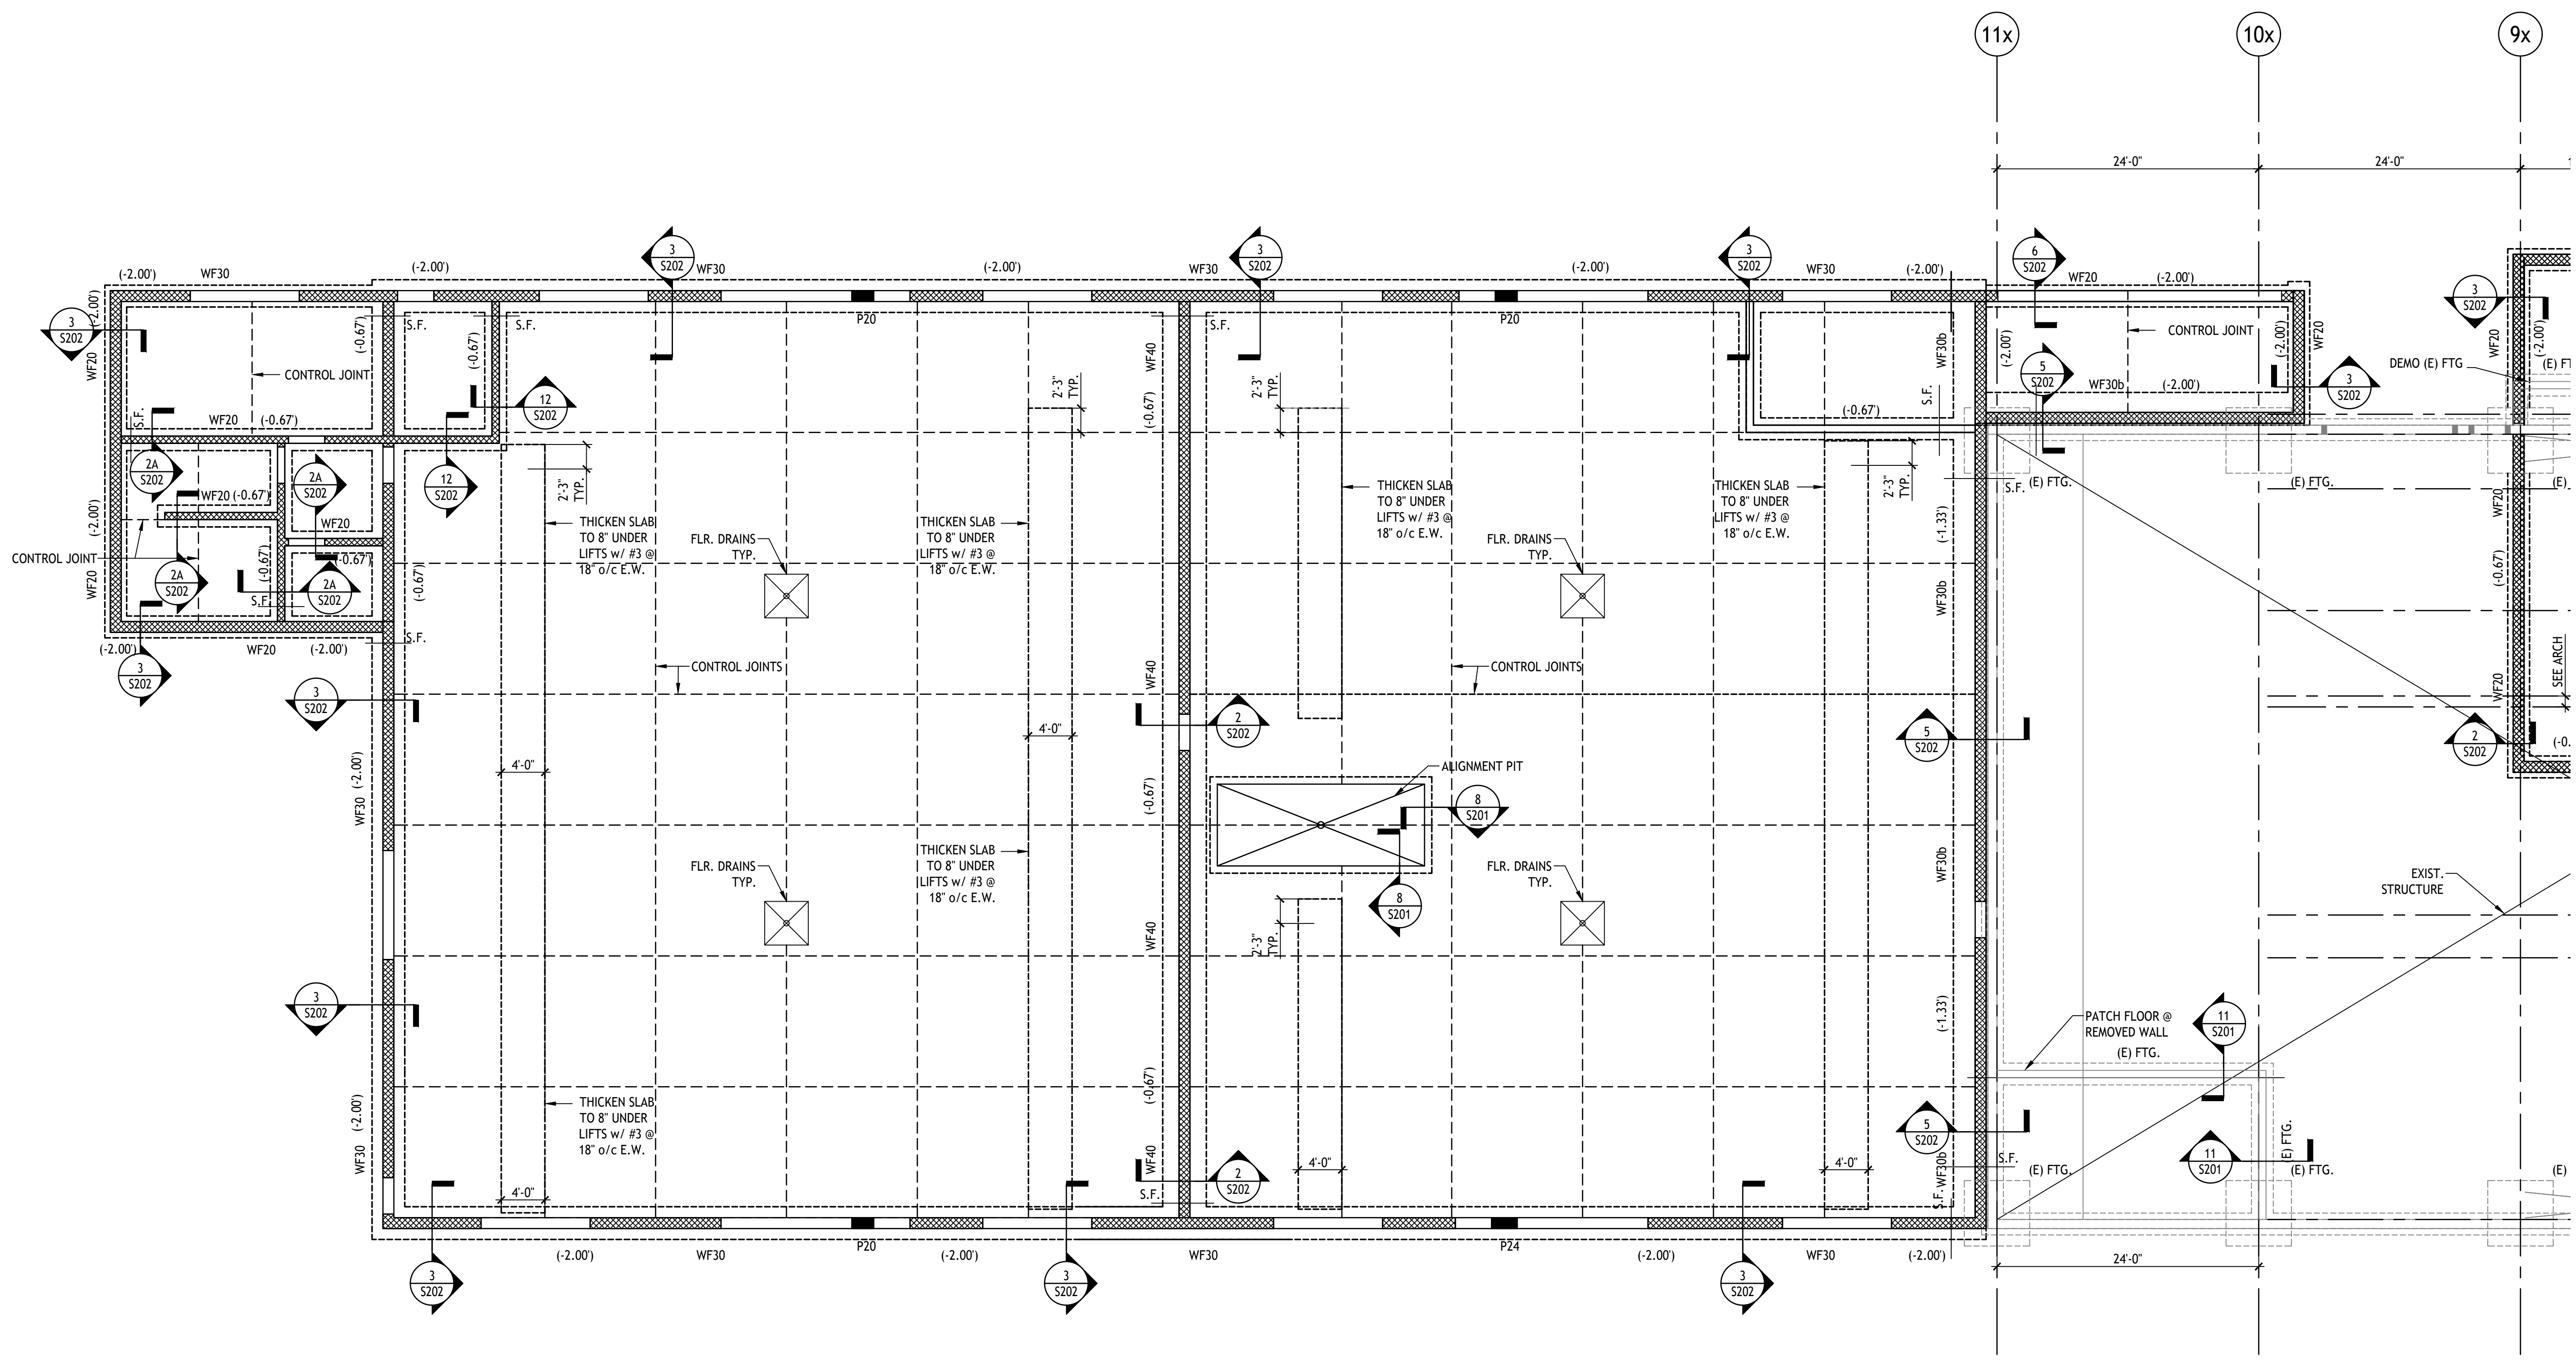 11x
10x
9x
24'-0"
24'-0"
3
S202
3
S202
3
S202
6
S202
(-2.00')
WF30
(-2.00')
WF30
(-2.00')
WF30
(-2.00')
WF30
(-2.00')
WF20
(-2.00')
3
S202
(-2.00')
WF20
(-0.67')
S.F.
(-0.67')
S.F.
P20
S.F.
P20
3
S202
CONTROL JOINT
CONTROL JOINT
(-2.00')
(-2.00')
WF20
WF20
(-2.00')
DEMO (E) FTG
(E) FT
WF40
(-0.67')
WF30b
S.F.
5
S202
WF30b
(-2.00')
3
S202
2'-3"
TYP.
2'-3"
TYP.
12
S202
WF20
(-0.67')
S.F.
(-0.67')
2A
S202
2A
S202
12
S202
2'-3"
TYP.
2'-3"
TYP.
THICKEN SLAB
TO 8" UNDER
LIFTS w/ #3 @
18" o/c E.W.
THICKEN SLAB
TO 8" UNDER
LIFTS w/ #3 @
18" o/c E.W.
S.F.
(E) FTG.
(E) FTG.
(E)
WF20 (-0.67')
(-2.00')
WF20
THICKEN SLAB
TO 8" UNDER
LIFTS w/ #3 @
18" o/c E.W.
THICKEN SLAB
TO 8" UNDER
LIFTS w/ #3 @
18" o/c E.W.
FLR. DRAINS
TYP.
FLR. DRAINS
TYP.
(-1.33')
WF20
CONTROL JOINT
(-0.67')
(-0.67')
(-0.67')
WF20
2A
S202
2A
S202
S.F.
WF30b
(-0.67')
S.F.
(-2.00')
WF20
(-2.00')
3
S202
CONTROL JOINTS
CONTROL JOINTS
WF40
WF20
SEE ARCH
3
S202
2
S202
5
S202
2
S202
(-0.
4'-0"
4'-0"
WF30 (-2.00')
(-0.67')
ALIGNMENT PIT
8
S201
8
S201
THICKEN SLAB
TO 8" UNDER
LIFTS w/ #3 @
18" o/c E.W.
FLR. DRAINS
TYP.
FLR. DRAINS
TYP.
WF30b
EXIST.
STRUCTURE
WF40
2'-3"
TYP.
3
S202
(-1.33')
PATCH FLOOR @
REMOVED WALL
(E) FTG.
11
S201
THICKEN SLAB
TO 8" UNDER
LIFTS w/ #3 @
18" o/c E.W.
WF30 (-2.00')
(-0.67')
5
S202
(E) FTG.
11
S201
WF40
S.F.
2
S202
4'-0"
4'-0"
4'-0"
S.F. WF30b
S.F.
(E) FTG.
(E) FTG.
(E)
(-2.00')
WF30
P20
(-2.00')
WF30
P24
(-2.00')
WF30
(-2.00')
24'-0"
3
S202
3
S202
3
S202